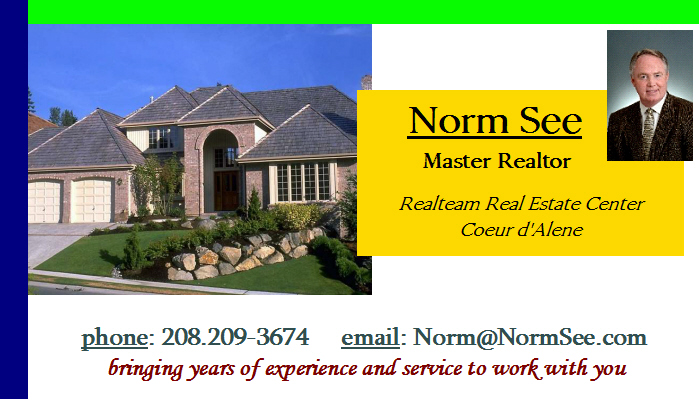 Norm See
Master Realtor
Realteam Real Estate Center
Coeur d'Alene
phone: 208.209-3674 email: Norm@NormSee.com
bringing years of experience and service to work with you